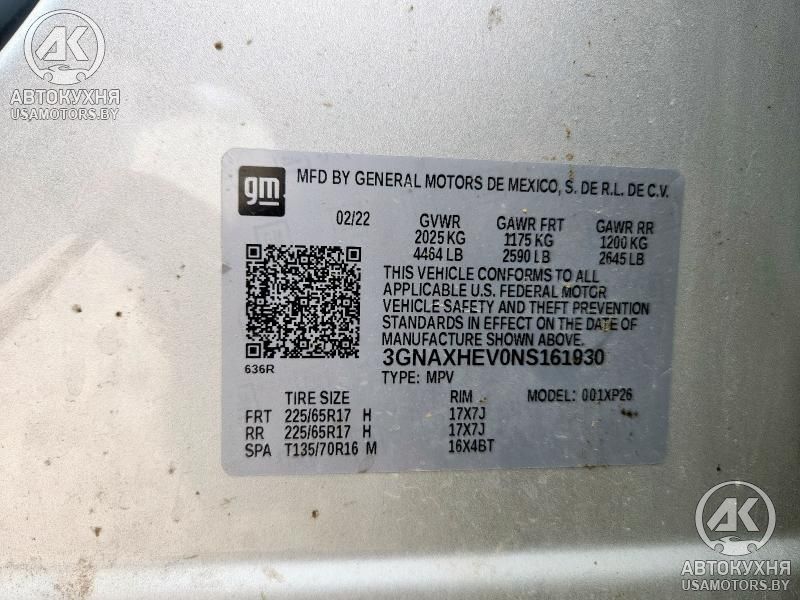 АК
АВТОКУХНЯ
USAMOTORS.BY
gm
MFD BY GENERAL MOTORS DE MEXICO, S. DE R.L. DE C.V.
02/22 GVWR GAWR FRT GAWR RR
2025 KG 1175 KG 1200 KG
4464 LB 2590 LB 2645 LB
THIS VEHICLE CONFORMS TO ALL
APPLICABLE U.S. FEDERAL MOTOR
VEHICLE SAFETY AND THEFT PREVENTION
STANDARDS IN EFFECT ON THE DATE OF
MANUFACTURE SHOWN ABOVE.
3GNAXHEV0NS161930
636R
TYPE: MPV
TIRE SIZE RIM MODEL: 001XP26
FRT 225/65R17 H 17X7J
RR 225/65R17 H 17X7J
SPA T135/70R16 M 16X4BT
АК
АВТОКУХНЯ
USAMOTORS.BY